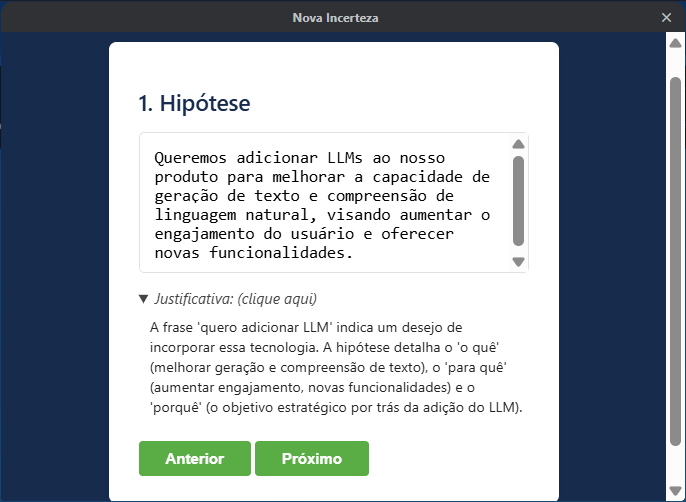 Nova Incerteza
1. Hipótese
Queremos adicionar LLMs ao nosso
produto para melhorar a capacidade de
geração de texto e compreensão de
linguagem natural, visando aumentar o
engajamento do usuário e oferecer
novas funcionalidades.
Justificativa: (clique aqui)
A frase 'quero adicionar LLM' indica um desejo de
incorporar essa tecnologia. A hipótese detalha o 'o quê'
(melhorar geração e compreensão de texto), o 'para quê'
(aumentar engajamento, novas funcionalidades) e o
'porquê' (o objetivo estratégico por trás da adição do LLM).
Anterior Próximo